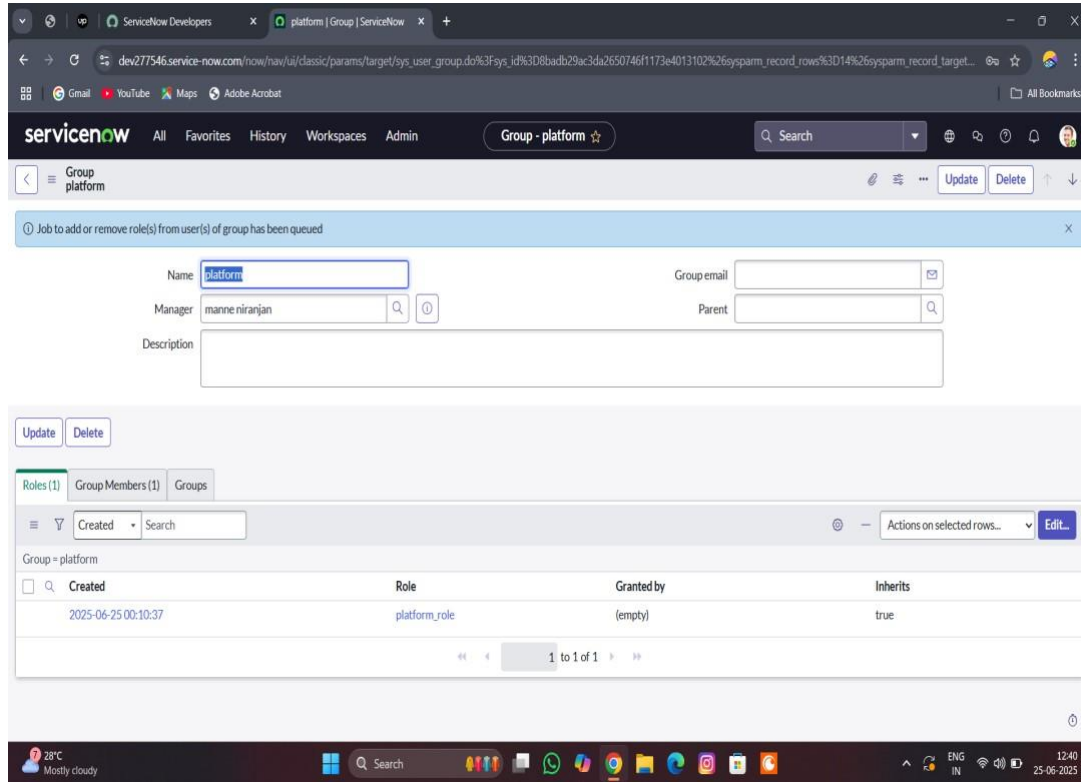 up ServiceNow Developers platform | Group | ServiceNow
dev277546.service-now.com/now/nav/ui/classic/params/target/sys_user_group.do%3Fsys_id%3D8badb29ac3da2650746f1173e4013102%26sysparm_record_rows%3D14%26sysparm_record_target...
Gmail YouTube Maps Adobe Acrobat All Bookmarks
servicenow All Favorites History Workspaces Admin Group - platform Search
Group
platform
Update Delete
Job to add or remove role(s) from user(s) of group has been queued
Name platform Group email
Manager manne niranjan Parent
Description
Update Delete
Roles (1) Group Members (1) Groups
Created Search Actions on selected rows... Edit...
Group = platform
Created Role Granted by Inherits
2025-06-25 00:10:37 platform_role (empty) true
1 to 1 of 1
7 28°C
Mostly cloudy
Search
ENG
IN
12:40
25-06-2025